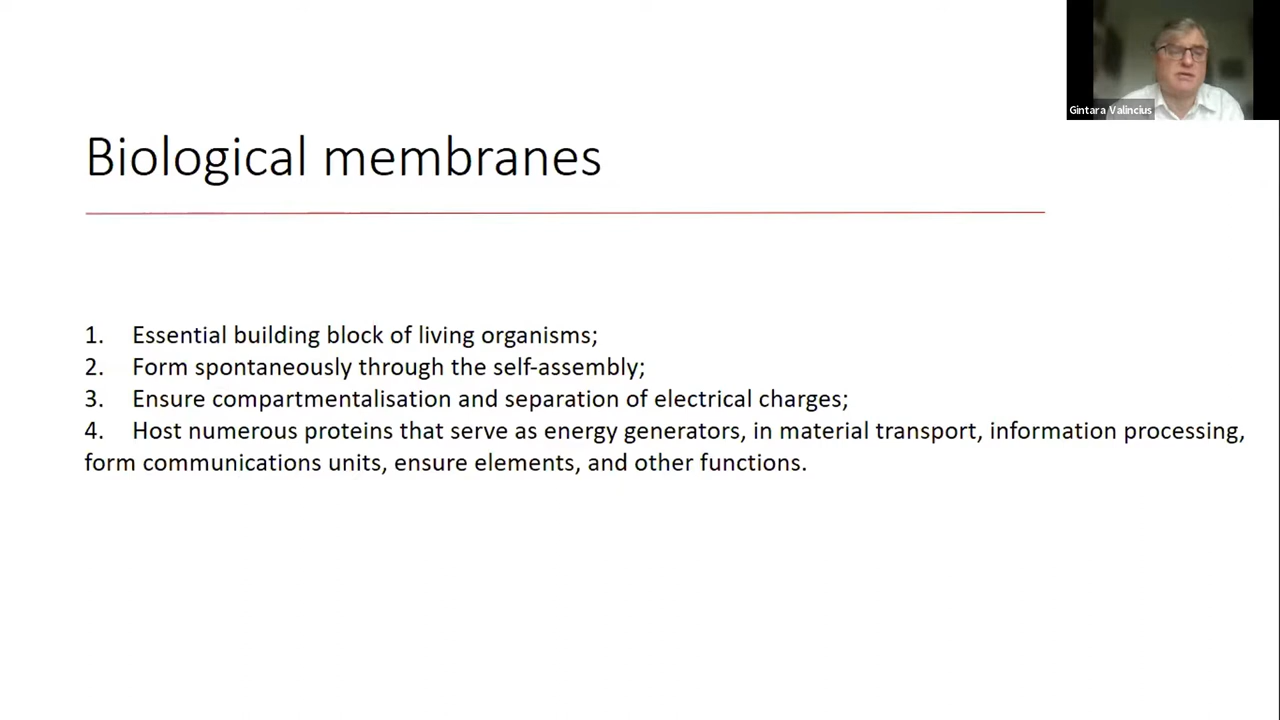 Gintara Valincius
Biological membranes
1. Essential building block of living organisms;
2. Form spontaneously through the self-assembly;
3. Ensure compartmentalisation and separation of electrical charges;
4. Host numerous proteins that serve as energy generators, in material transport, information processing,
form communications units, ensure elements, and other functions.